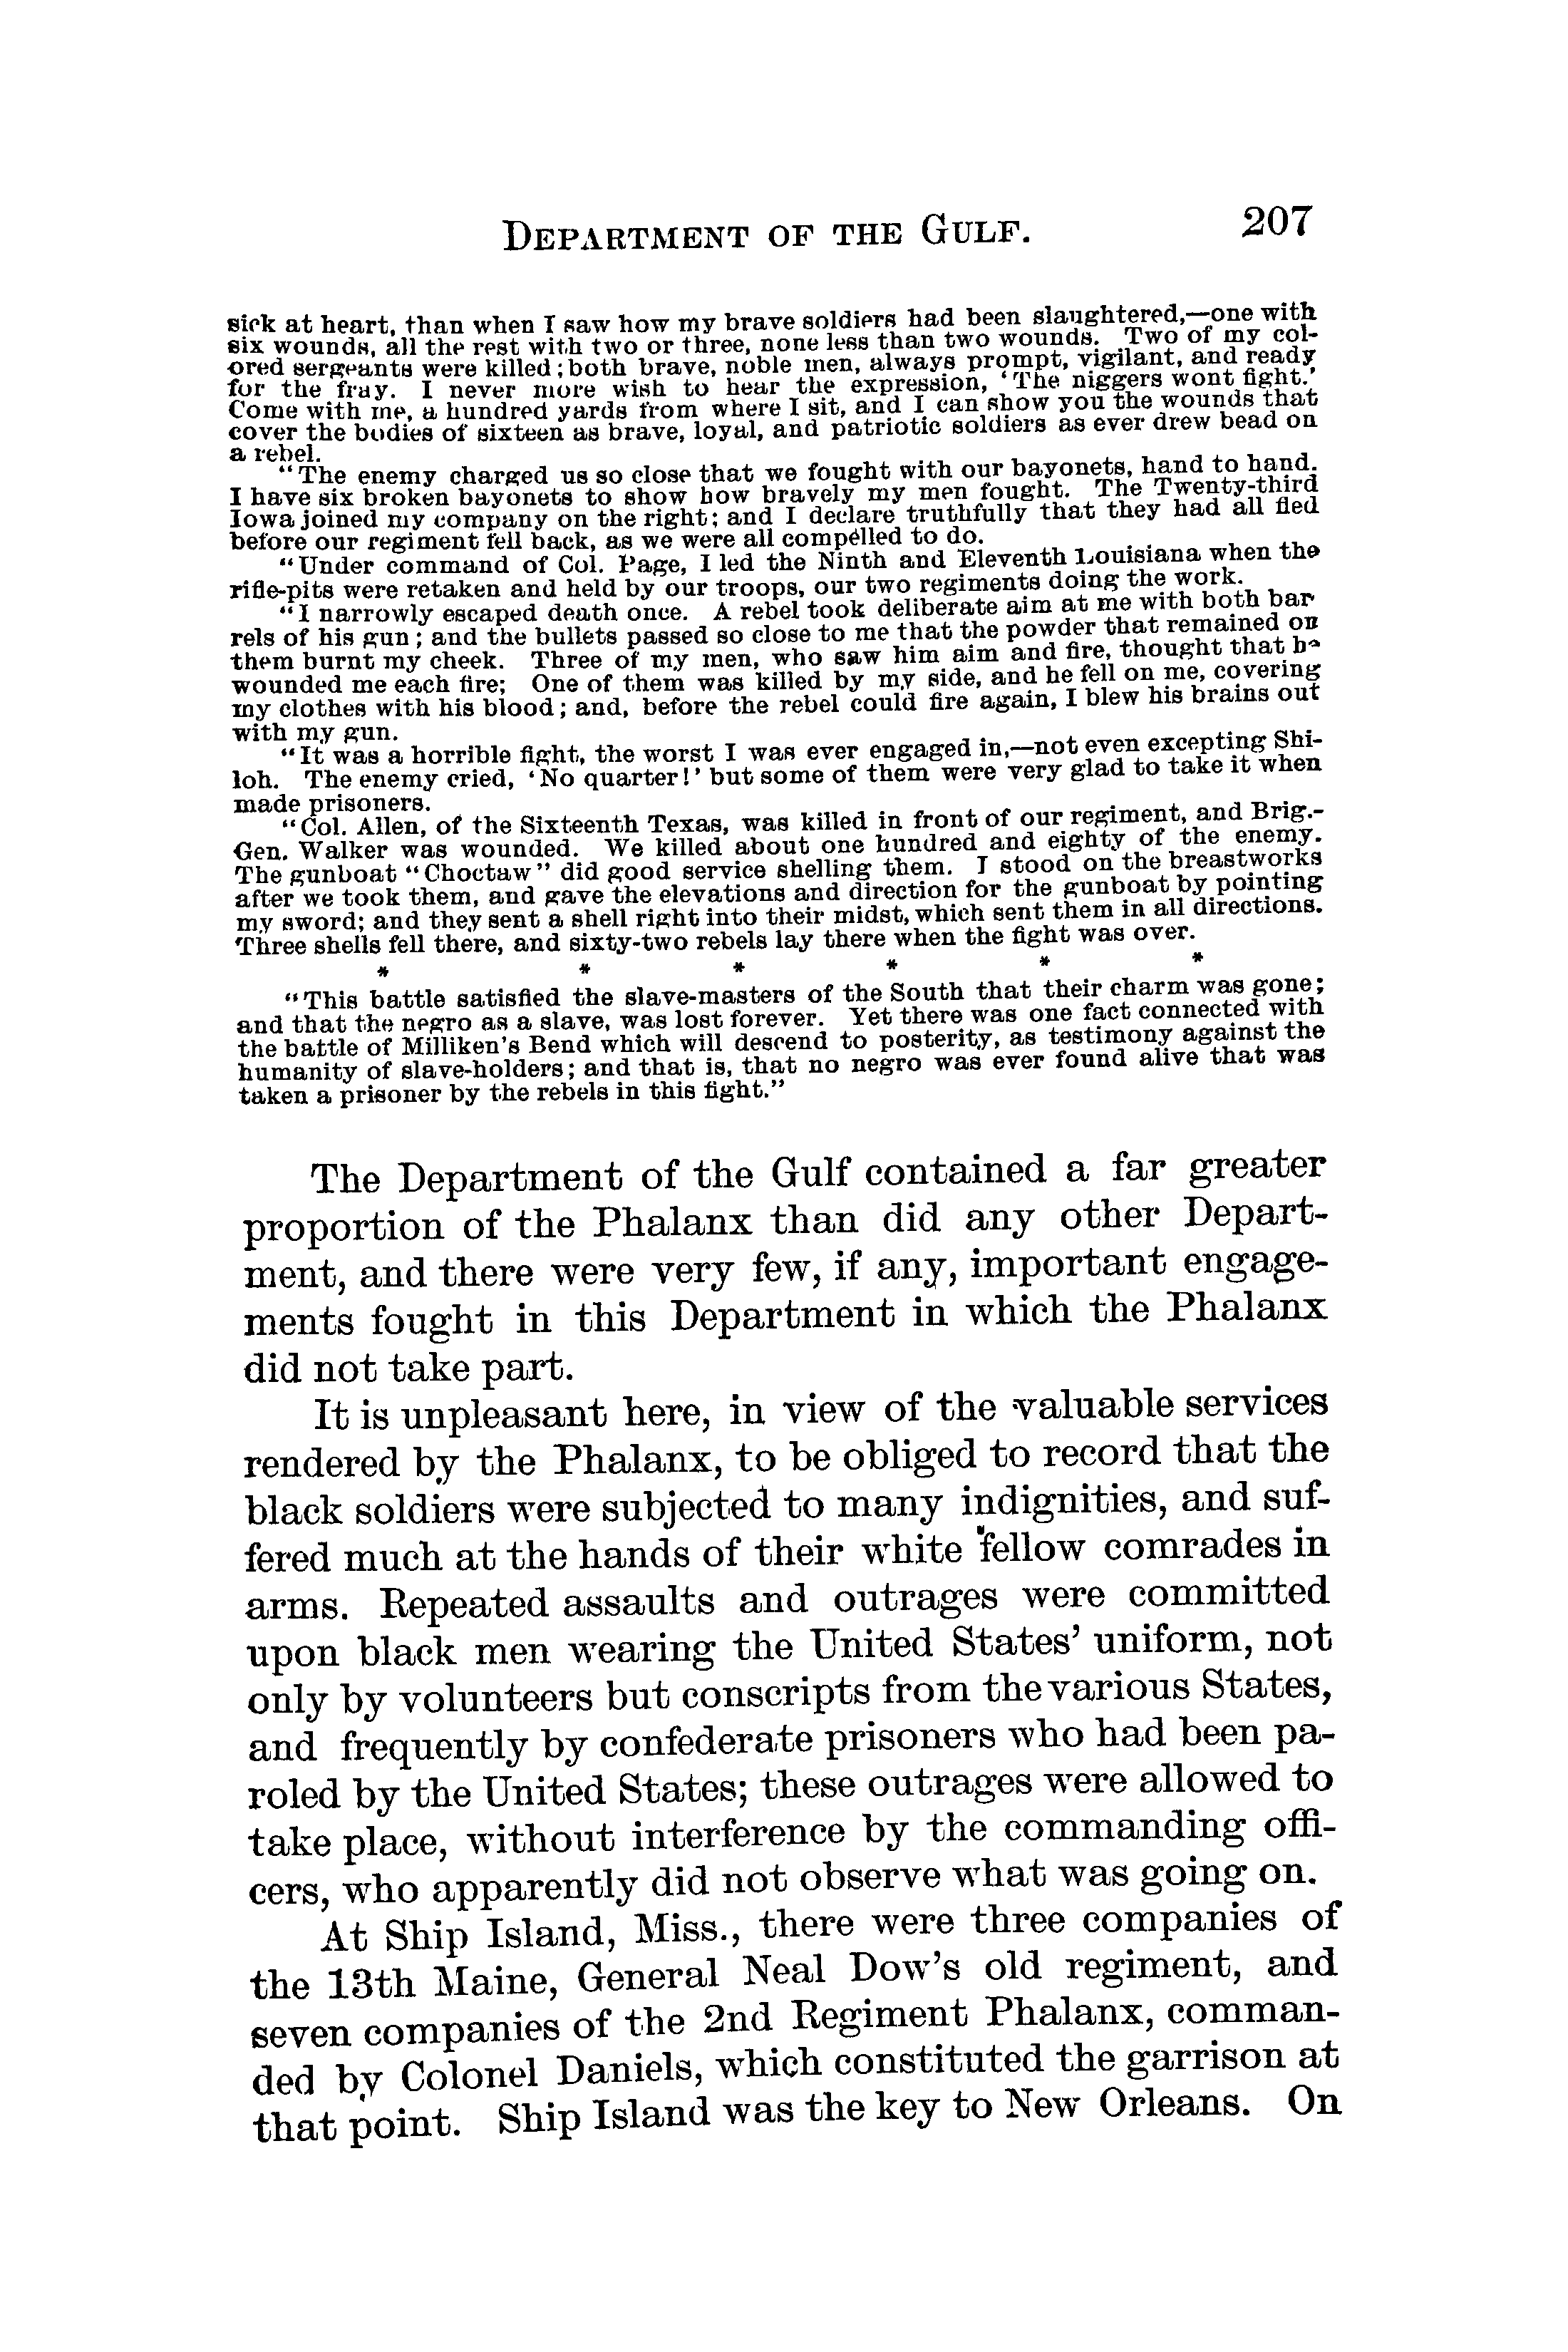 DEPARTMENT OF THE GULF. 207
sick at heart, than when I saw how my brave soldiers had been slaughtered,—one with
six wounds, all the rest with two or three, none less than two wounds. Two of my col-
ored sergeants were killed; both brave, noble men, always prompt, vigilant, and ready
for the fray. I never more wish to hear the expression, ‘The niggers wont fight.’
Come with me, a hundred yards from where I sit, and I can show you the wounds that
cover the bodies of sixteen as brave, loyal, and patriotic soldiers as ever drew bead on
a rebel.
“The enemy charged us so close that we fought with our bayonets, hand to hand.
I have six broken bayonets to show how bravely my men fought. The Twenty-third
Iowa joined my company on the right; and I declare truthfully that they had all fled
before our regiment fell back, as we were all compelled to do.
“Under command of Col. Page, I led the Ninth and Eleventh Louisiana when the
rifle-pits were retaken and held by our troops, our two regiments doing the work.
“I narrowly escaped death once. A rebel took deliberate aim at me with both bar
rels of his gun; and the bullets passed so close to me that the powder that remained on
them burnt my cheek. Three of my men, who saw him aim and fire, thought that he
wounded me each fire; One of them was killed by my side, and he fell on me, covering
my clothes with his blood; and, before the rebel could fire again, I blew his brains out
with my gun.
“It was a horrible fight, the worst I was ever engaged in,—not even excepting Shi-
loh. The enemy cried, ‘No quarter!’ but some of them were very glad to take it when
made prisoners.
“Col. Allen, of the Sixteenth Texas, was killed in front of our regiment, and Brig.-
Gen. Walker was wounded. We killed about one hundred and eighty of the enemy.
The gunboat “Choctaw” did good service shelling them. I stood on the breastworks
after we took them, and gave the elevations and direction for the gunboat by pointing
my sword; and they sent a shell right into their midst, which sent them in all directions.
Three shells fell there, and sixty-two rebels lay there when the fight was over.
* * * * * *
“This battle satisfied the slave-masters of the South that their charm was gone;
and that the negro as a slave, was lost forever. Yet there was one fact connected with
the battle of Milliken’s Bend which will descend to posterity, as testimony against the
humanity of slave-holders; and that is, that no negro was ever found alive that was
taken a prisoner by the rebels in this fight.”
The Department of the Gulf contained a far greater
proportion of the Phalanx than did any other Depart-
ment, and there were very few, if any, important engage-
ments fought in this Department in which the Phalanx
did not take part.
It is unpleasant here, in view of the valuable services
rendered by the Phalanx, to be obliged to record that the
black soldiers were subjected to many indignities, and suf-
fered much at the hands of their white fellow comrades in
arms. Repeated assaults and outrages were committed
upon black men wearing the United States’ uniform, not
only by volunteers but conscripts from the various States,
and frequently by confederate prisoners who had been pa-
roled by the United States; these outrages were allowed to
take place, without interference by the commanding offi-
cers, who apparently did not observe what was going on.
At Ship Island, Miss., there were three companies of
the 13th Maine, General Neal Dow’s old regiment, and
seven companies of the 2nd Regiment Phalanx, comman-
ded by Colonel Daniels, which constituted the garrison at
that point. Ship Island was the key to New Orleans. On